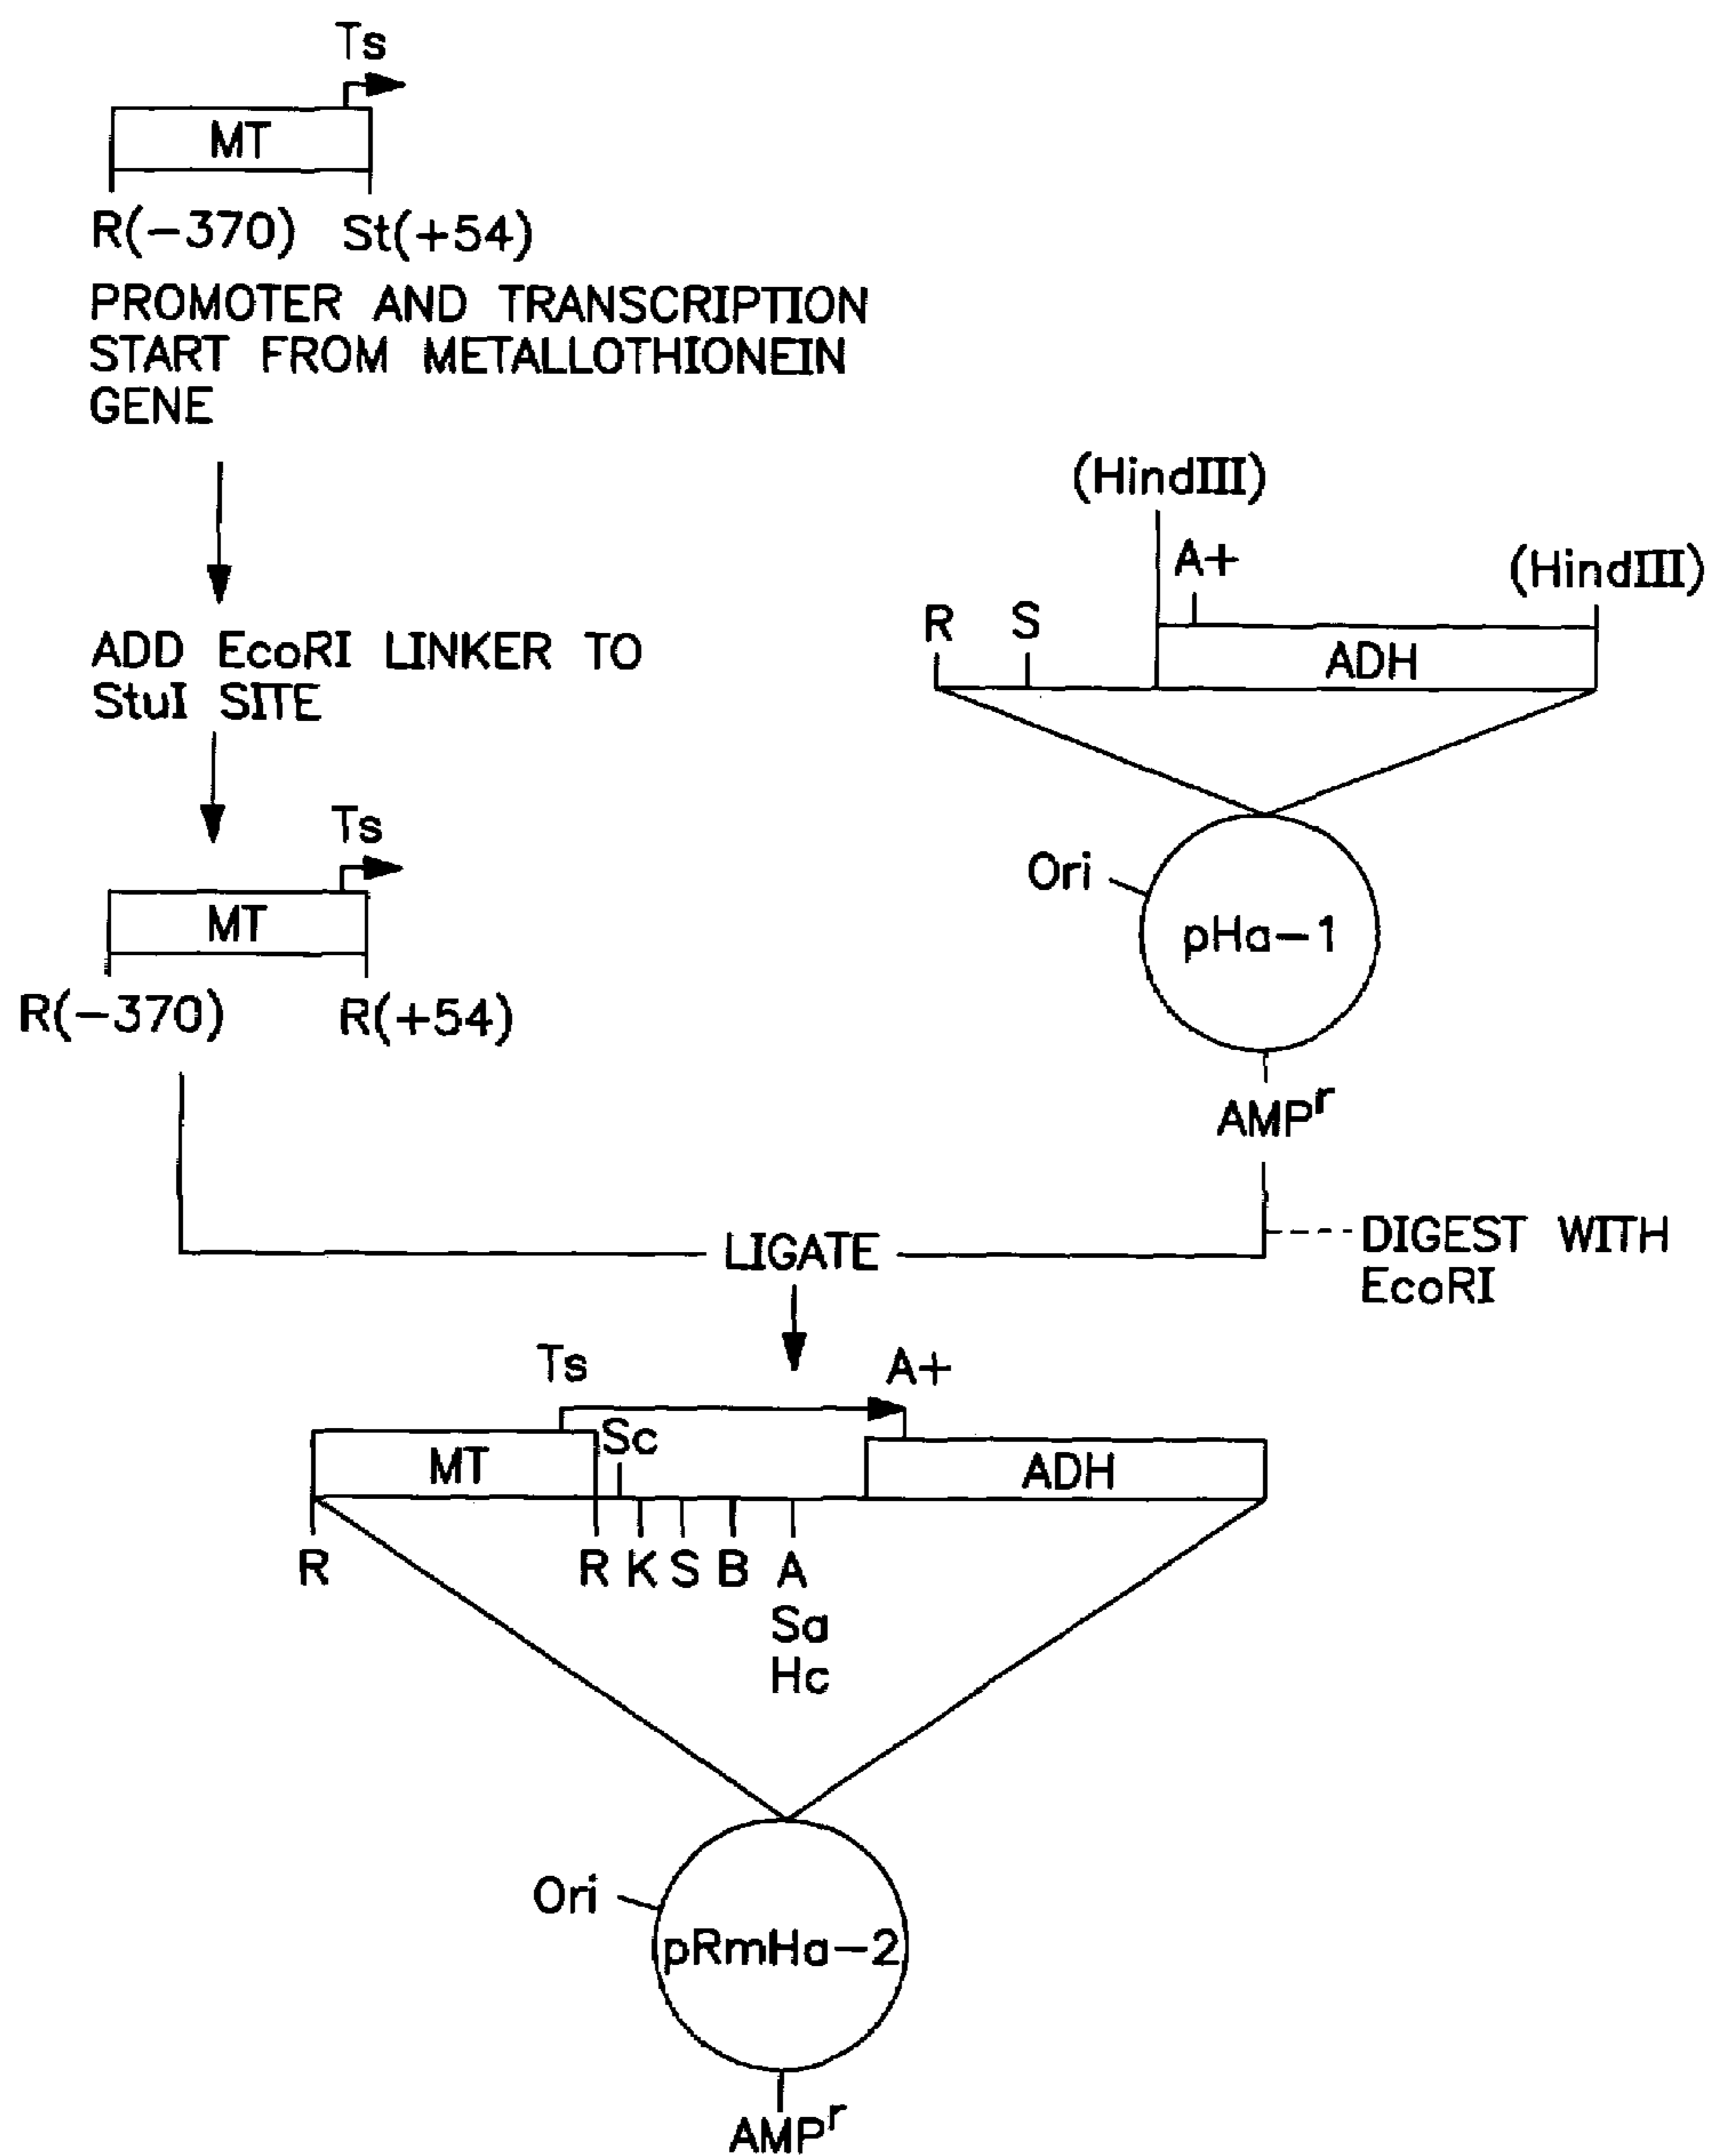 Ts
MT
R(-370) St(+54)
PROMOTER AND TRANSCRIPTION
START FROM METALLOTHIONEIN
GENE
ADD EcoRI LINKER TO
StuI SITE
Ts
MT
R(-370) R(+54)
(HindIII)
A+
(HindIII)
R S
ADH
Ori
pHa-1
AMPr
DIGEST WITH
EcoRI
LIGATE
Ts A+
Sc
MT ADH
R R K S B A
Sa
Hc
Ori
pRmHa-2
AMPr